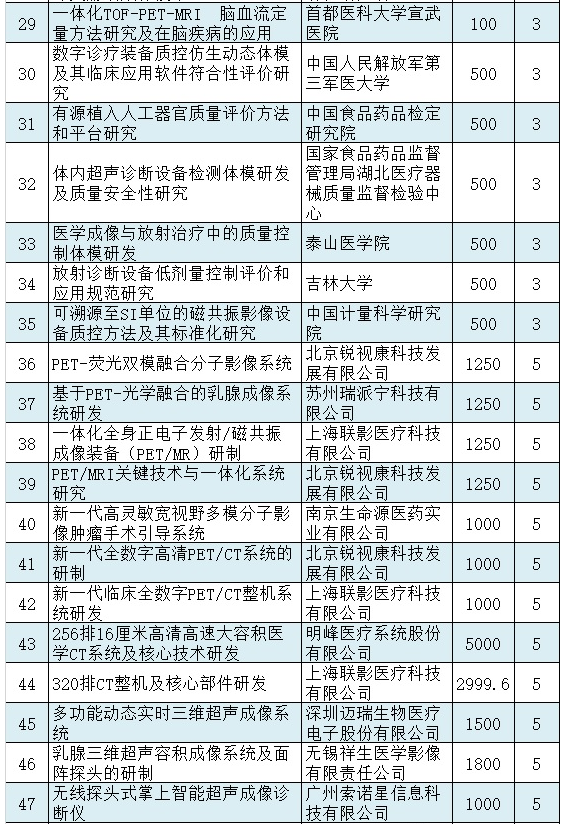 29
一体化TOF-PET-MRI 脑血流定
量方法研究及在脑疾病的应用
首都医科大学宣武
医院
100
3
30
数字诊疗装备质控仿生动态体模
及其临床应用软件符合性评价研
究
中国人民解放军第
三军医大学
500
3
31
有源植入人工器官质量评价方法
和平台研究
中国食品药品检定
研究院
500
3
32
体内超声诊断设备检测体模研发
及质量安全性研究
国家食品药品监督
管理局湖北医疗器
械质量监督检验中
心
500
3
33
医学成像与放射治疗中的质量控
制体模研发
泰山医学院
500
3
34
放射诊断设备低剂量控制评价和
应用规范研究
吉林大学
500
3
35
可溯源至SI单位的磁共振影像设
备质控方法及其标准化研究
中国计量科学研究
院
500
3
36
PET-荧光双模融合分子影像系统
北京锐视康科技发
展有限公司
1250
5
37
基于PET-光学融合的乳腺成像系
统研发
苏州瑞派宁科技有
限公司
1250
5
38
一体化全身正电子发射/磁共振
成像装备（PET/MR）研制
上海联影医疗科技
有限公司
1250
5
39
PET/MRI关键技术与一体化系统
研究
北京锐视康科技发
展有限公司
1250
5
40
新一代高灵敏宽视野多模分子影
像肿瘤手术引导系统
南京生命源医药实
业有限公司
1000
5
41
新一代全数字高清PET/CT系统的
研制
北京锐视康科技发
展有限公司
1000
5
42
新一代临床全数字PET/CT整机系
统研发
上海联影医疗科技
有限公司
1000
5
43
256排16厘米高清高速大容积医
学CT系统及核心技术研发
明峰医疗系统股份
有限公司
5000
5
44
320排CT整机及核心部件研发
上海联影医疗科技
有限公司
2999.6
5
45
多功能动态实时三维超声成像系
统
深圳迈瑞生物医疗
电子股份有限公司
1500
5
46
乳腺三维超声容积成像系统及面
阵探头的研制
无锡祥生医学影像
有限责任公司
1800
5
47
无线探头式掌上智能超声成像诊
断仪
广州索诺星信息科
技有限公司
1000
5